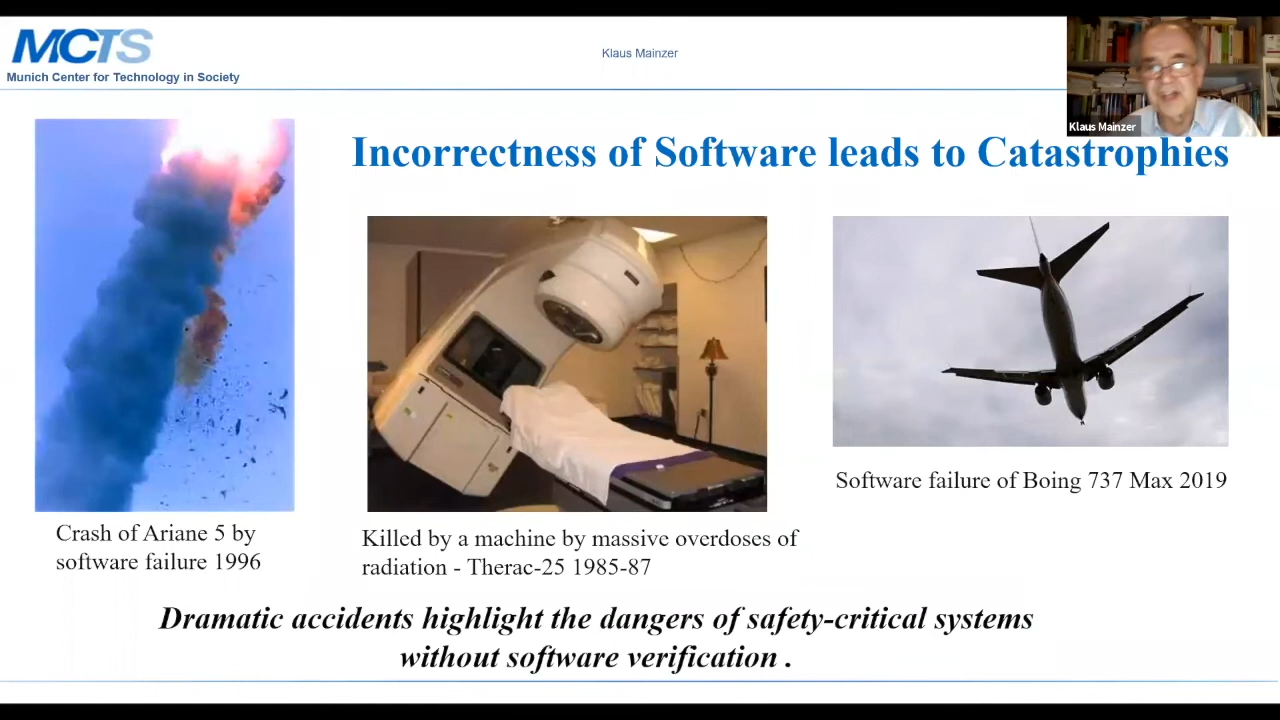 MCTS
Munich Center for Technology in Society
Klaus Mainzer
Klaus Mainzer
Incorrectness of Software leads to Catastrophies
Crash of Ariane 5 by
software failure 1996
Killed by a machine by massive overdoses of
radiation - Therac-25 1985-87
Software failure of Boing 737 Max 2019
Dramatic accidents highlight the dangers of safety-critical systems
without software verification .